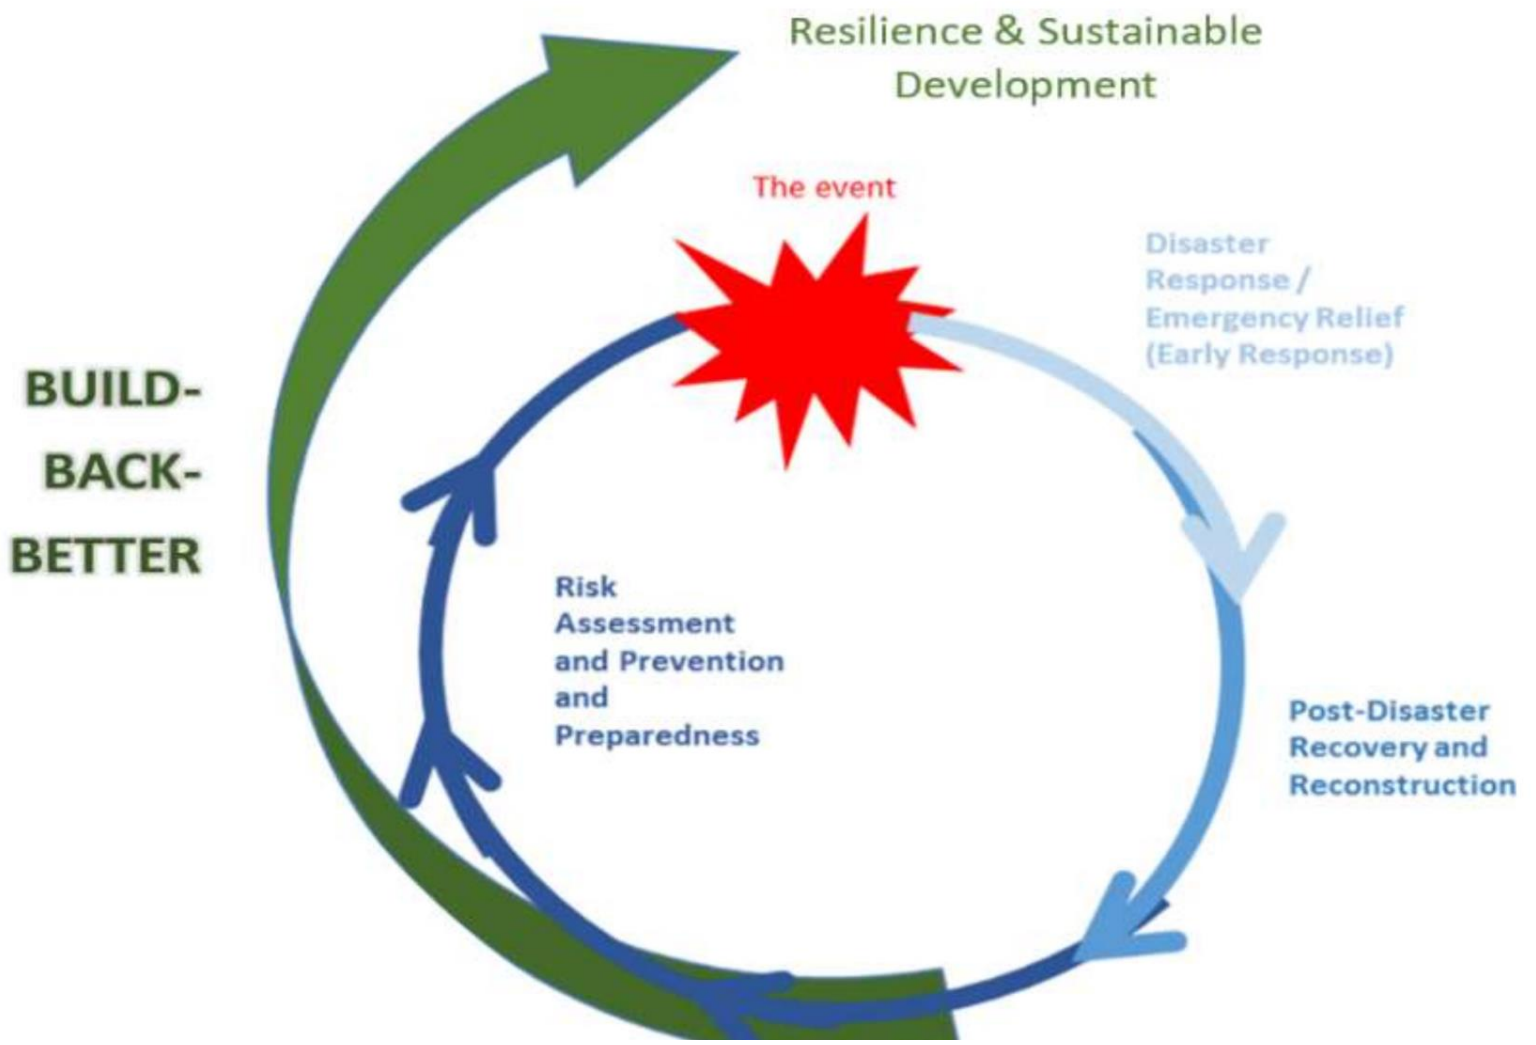 Resilience & Sustainable
Development
The event
Disaster
Response /
Emergency Relief
(Early Response)
BUILD-
BACK-
BETTER
Risk
Assessment
and Prevention
and
Preparedness
Post-Disaster
Recovery and
Reconstruction